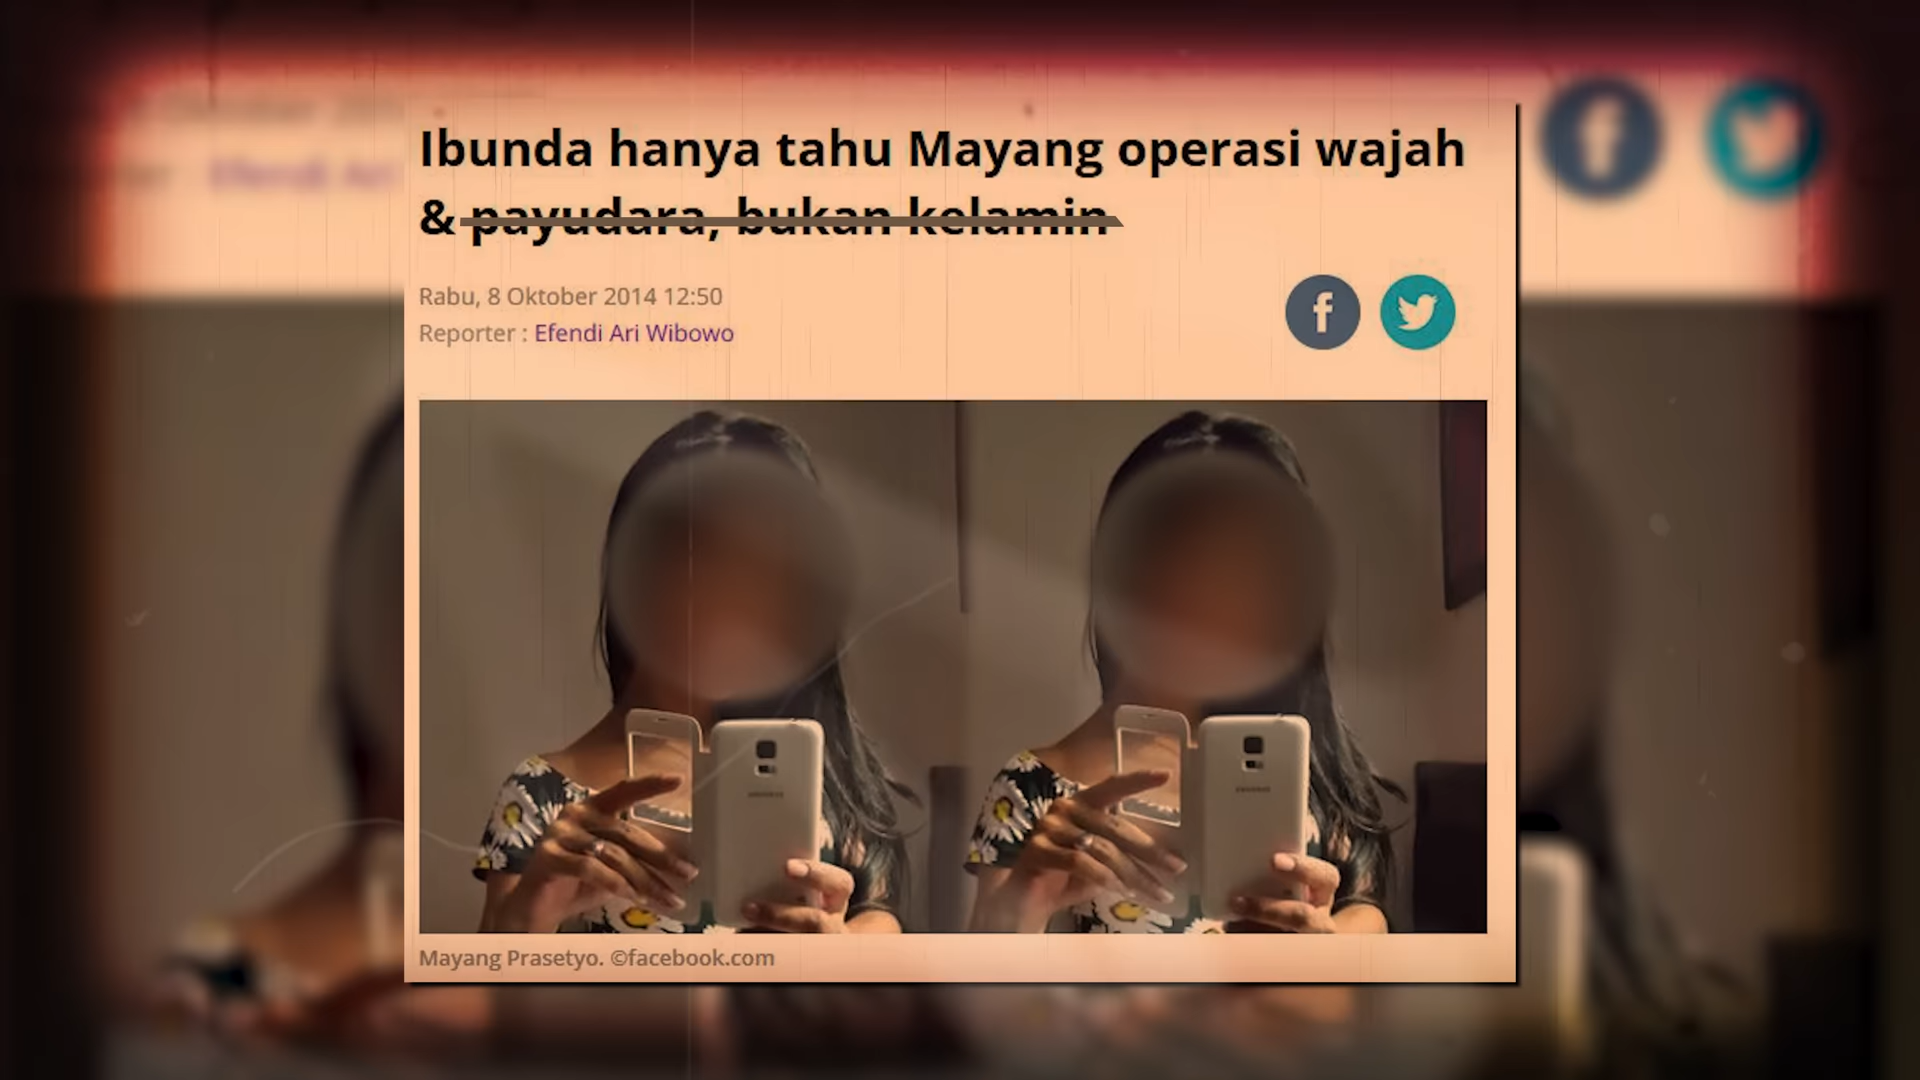 Ibunda hanya tahu Mayang operasi wajah
& payudara, bukan kelamin
Rabu, 8 Oktober 2014 12:50
Reporter : Efendi Ari Wibowo
Mayang Prasetyo. ©facebook.com